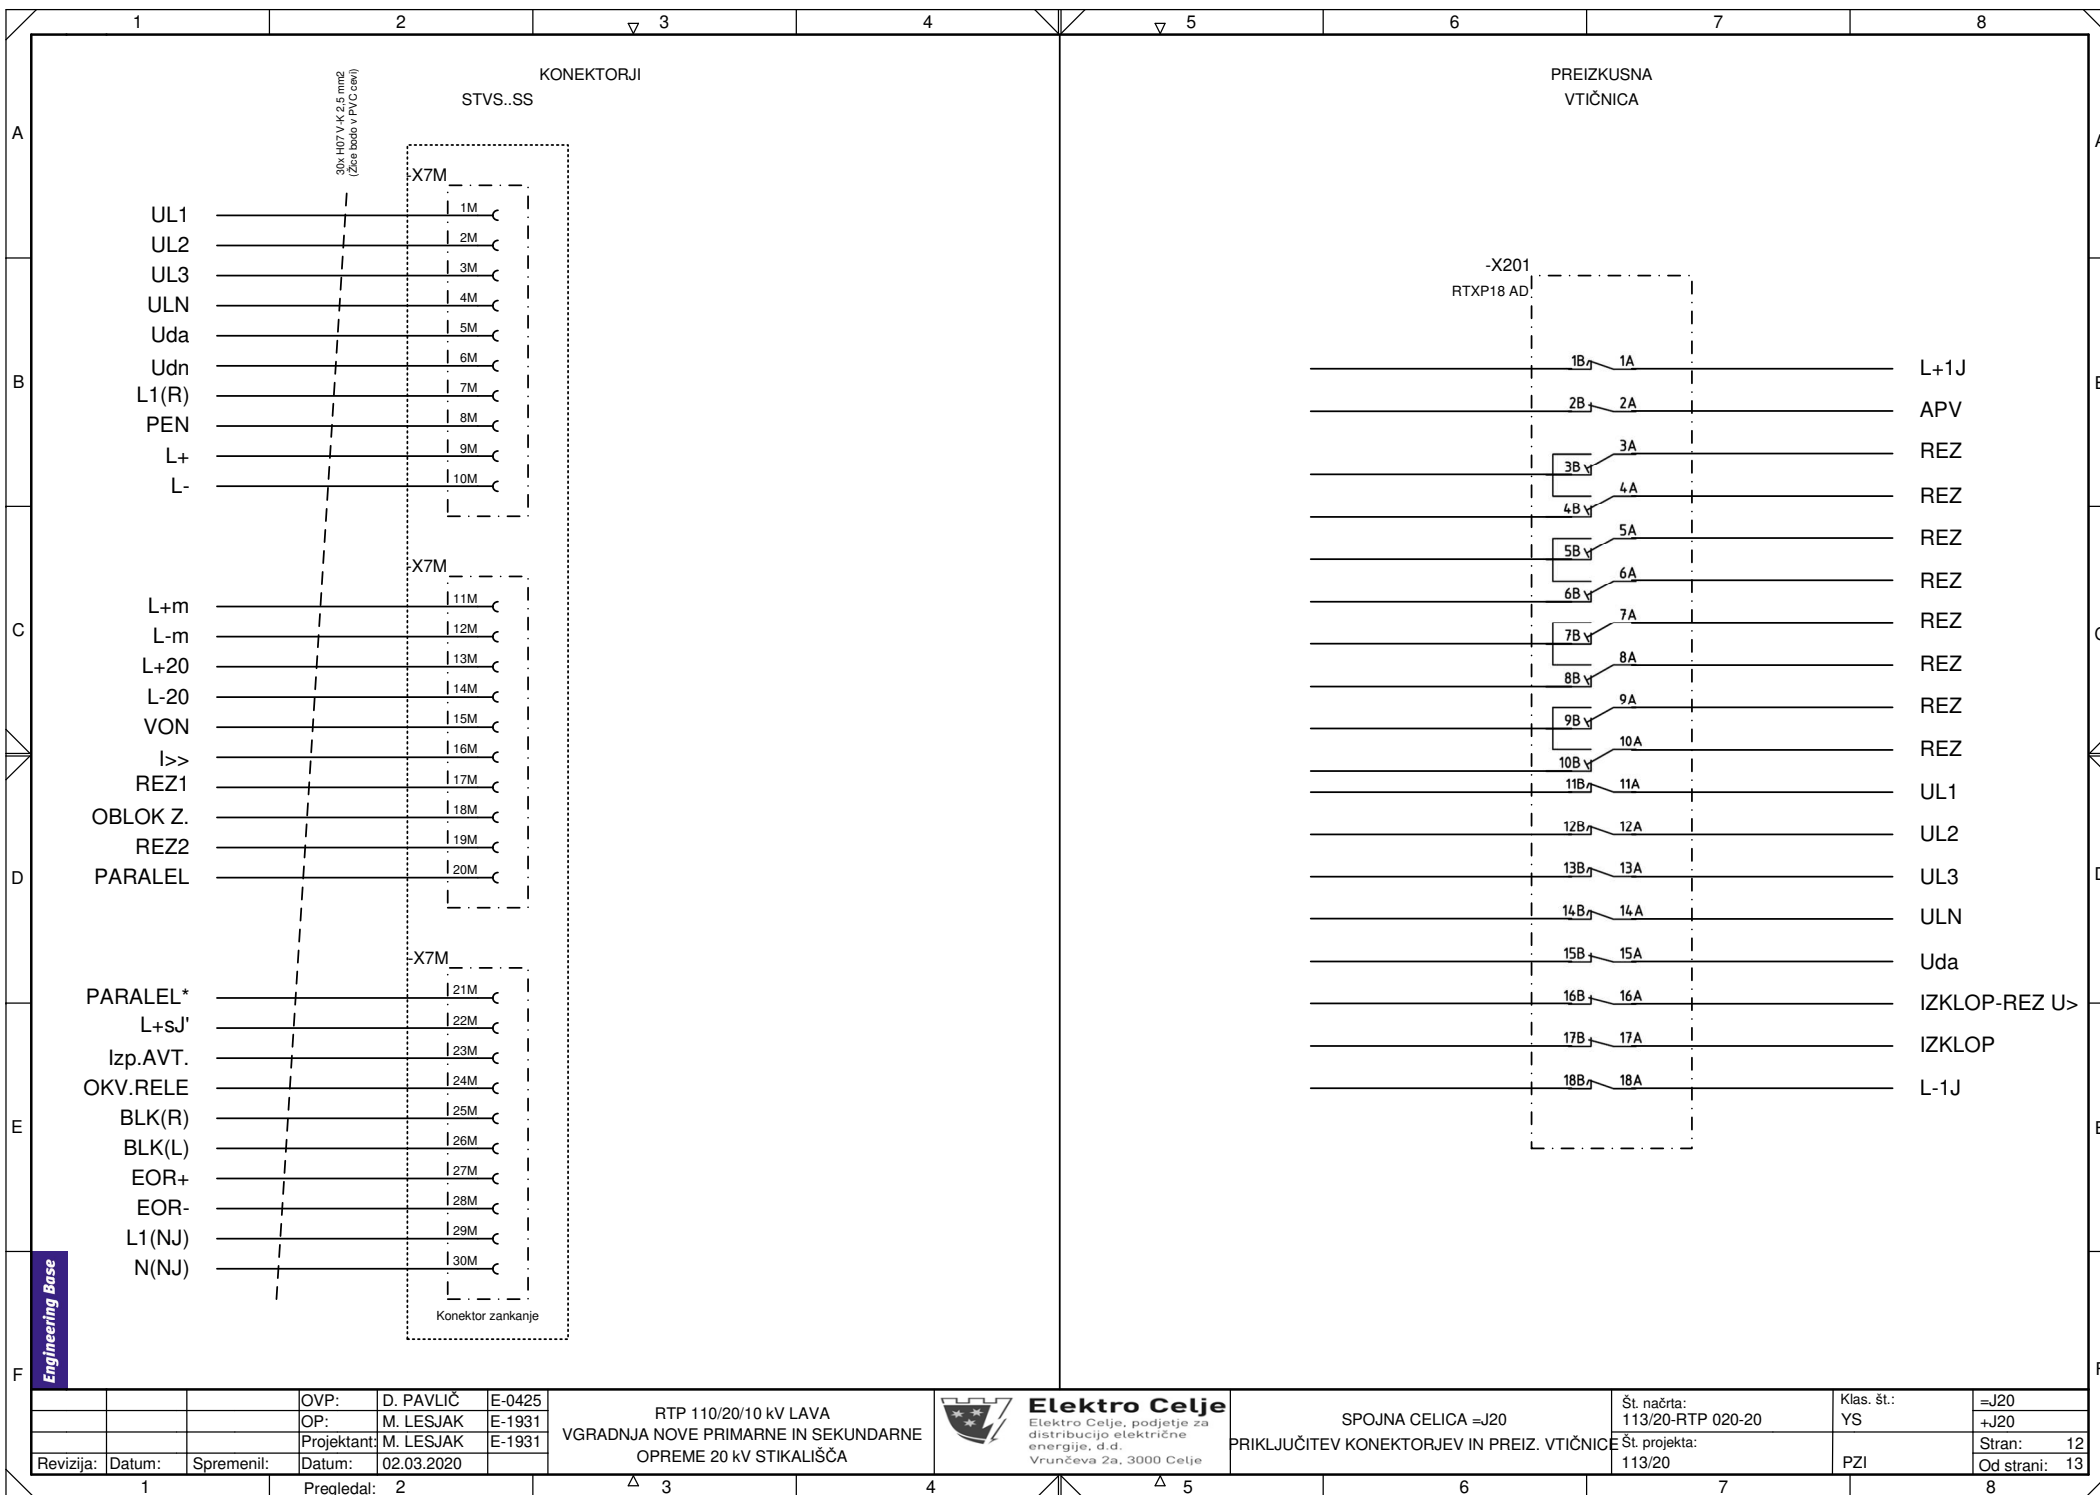 1 2 3 4 5 6 7 8
KONEKTORJI
STVS..SS
30x H07 V-K 2,5 mm2
(Žice bodo v PVC cevi)
-X7M
UL1 1M
UL2 2M
UL3 3M
ULN 4M
Uda 5M
Udn 6M
L1(R) 7M
PEN 8M
L+ 9M
L- 10M
-X7M
L+m 11M
L-m 12M
L+20 13M
L-20 14M
VON 15M
I>> 16M
REZ1 17M
OBLOK Z. 18M
REZ2 19M
PARALEL 20M
-X7M
PARALEL* 21M
L+sJ' 22M
Izp.AVT. 23M
OKV.RELE 24M
BLK(R) 25M
BLK(L) 26M
EOR+ 27M
EOR- 28M
L1(NJ) 29M
N(NJ) 30M
Konektor zankanje
PREIZKUSNA
VTIČNICA
-X201
RTXP18 AD
1B 1A L+1J
2B 2A APV
3B 3A REZ
4B 4A REZ
5B 5A REZ
6B 6A REZ
7B 7A REZ
8B 8A REZ
9B 9A REZ
10B 10A REZ
11B 11A UL1
12B 12A UL2
13B 13A UL3
14B 14A ULN
15B 15A Uda
16B 16A IZKLOP-REZ U>
17B 17A IZKLOP
18B 18A L-1J
A
B
C
D
E
F
Engineering Base
OVP: D. PAVLIČ E-0425
OP: M. LESJAK E-1931
Projektant: M. LESJAK E-1931
Revizija: Datum: Spremenil: Datum: 02.03.2020
Pregledal:
RTP 110/20/10 kV LAVA
VGRADNJA NOVE PRIMARNE IN SEKUNDARNE
OPREME 20 kV STIKALIŠČA
Elektro Celje
Elektro Celje, podjetje za
distribucijo električne
energije, d.d.
Vrunčeva 2a, 3000 Celje
SPOJNA CELICA =J20
PRIKLJUČITEV KONEKTORJEV IN PREIZ. VTIČNICE
Št. načrta:
113/20-RTP 020-20
Št. projekta:
113/20
Klas. št.:
YS
PZI
=J20
+J20
Stran: 12
Od strani: 13
1 2 3 4 5 6 7 8